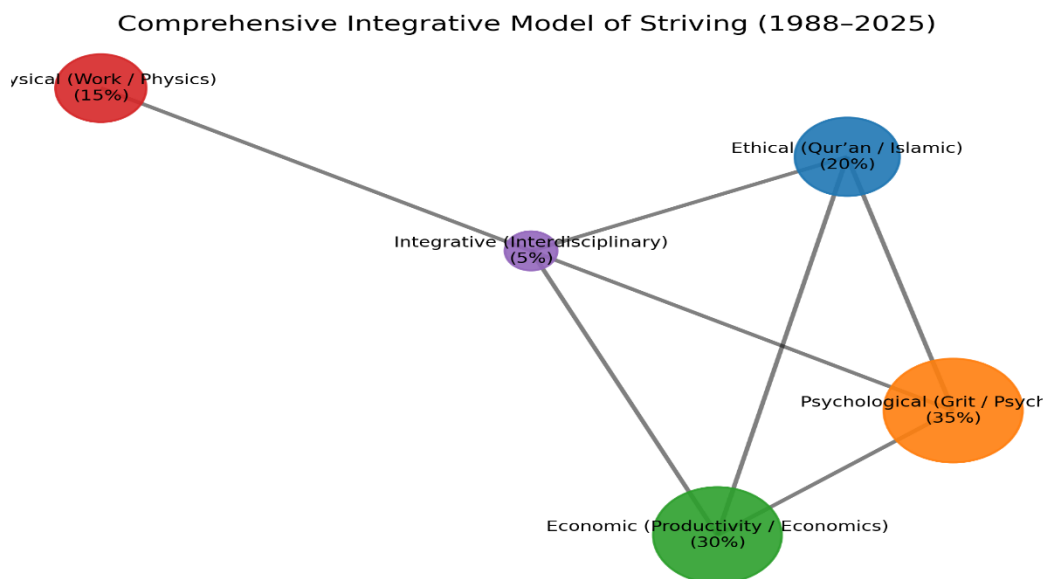 Comprehensive Integrative Model of Striving (1988–2025)
ysical (Work / Physics)
(15%)
Ethical (Qur’an / Islamic)
(20%)
Integrative (Interdisciplinary)
(5%)
Psychological (Grit / Psych
(35%)
Economic (Productivity / Economics)
(30%)